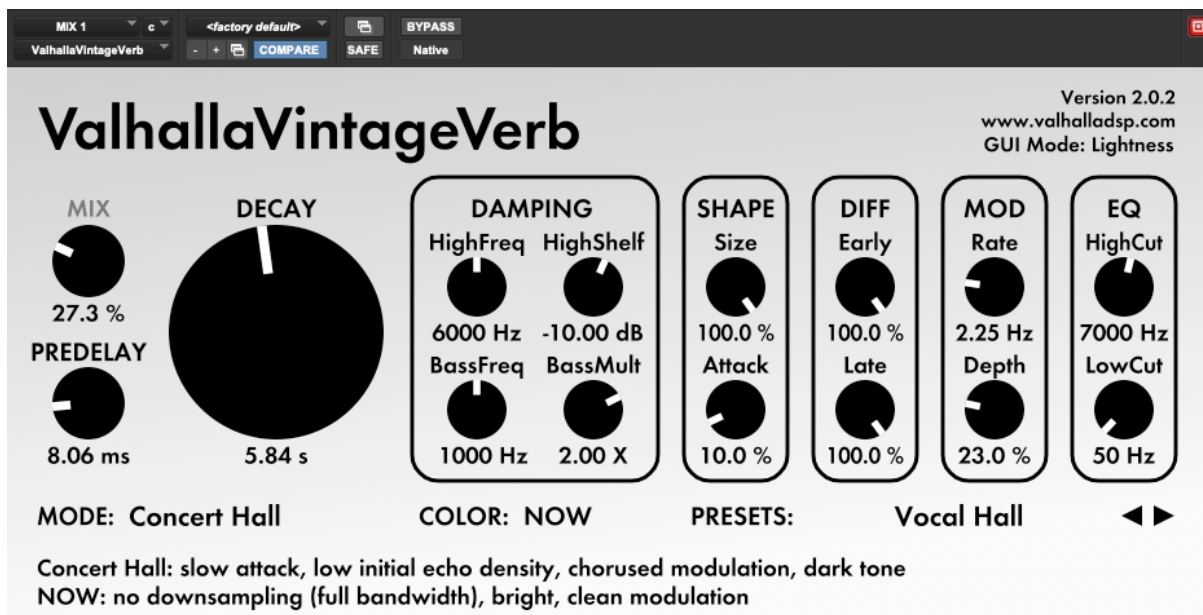 MIX 1 c <factory default> BYPASS
ValhallaVintageVerb - + COMPARE SAFE Native
ValhallaVintageVerb
Version 2.0.2
www.valhalladsp.com
GUI Mode: Lightness
MIX
27.3 %
PREDELAY
8.06 ms
DECAY
5.84 s
DAMPING
HighFreq HighShelf
6000 Hz -10.00 dB
BassFreq BassMult
1000 Hz 2.00 X
SHAPE
Size
100.0 %
Attack
10.0 %
DIFF
Early
100.0 %
Late
100.0 %
MOD
Rate
2.25 Hz
Depth
23.0 %
EQ
HighCut
7000 Hz
LowCut
50 Hz
MODE: Concert Hall COLOR: NOW PRESETS: Vocal Hall
Concert Hall: slow attack, low initial echo density, chorused modulation, dark tone
NOW: no downsampling (full bandwidth), bright, clean modulation